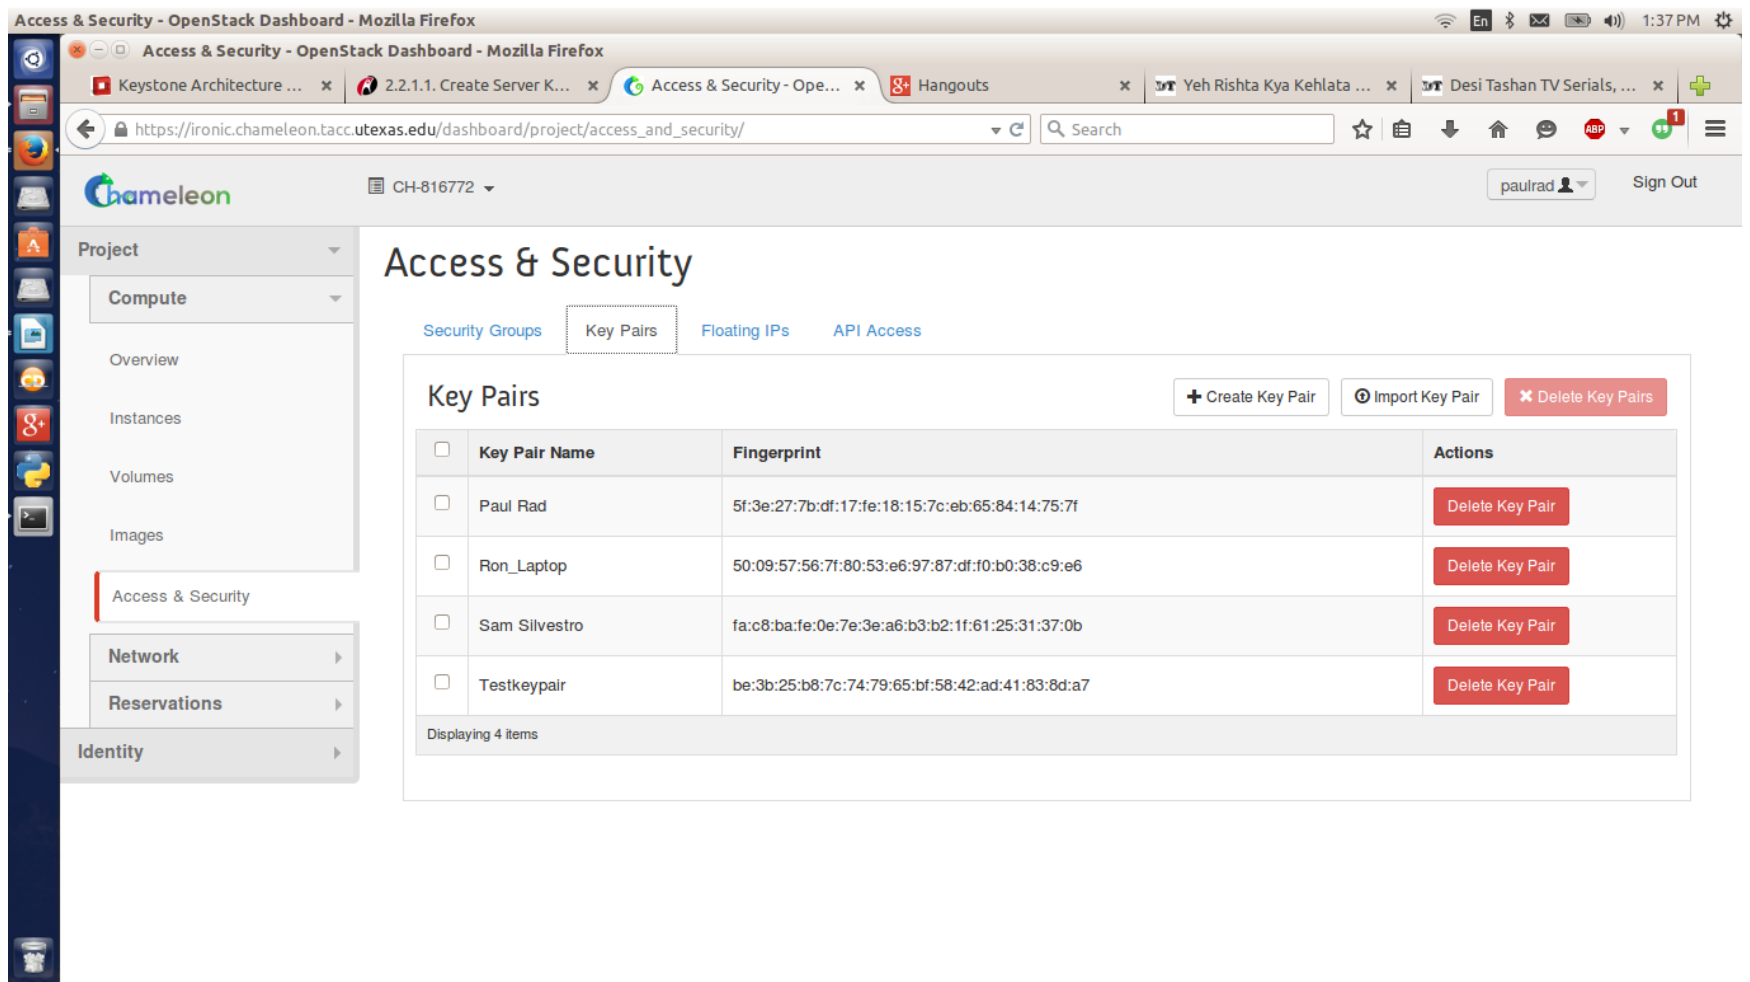 Access & Security - OpenStack Dashboard - Mozilla Firefox
En
1:37 PM
Access & Security - OpenStack Dashboard - Mozilla Firefox
Keystone Architecture ...
2.2.1.1. Create Server K...
Access & Security - Ope...
Hangouts
Yeh Rishta Kya Kehlata ...
Desi Tashan TV Serials, ...
https://ironic.chameleon.tacc.utexas.edu/dashboard/project/access_and_security/
Search
ABP
1
Chameleon
CH-816772
paulrad
Sign Out
Project
Compute
Overview
Instances
Volumes
Images
Access & Security
Network
Reservations
Identity
Access & Security
Security Groups
Key Pairs
Floating IPs
API Access
Key Pairs
Create Key Pair
Import Key Pair
Delete Key Pairs
Key Pair Name
Fingerprint
Actions
Paul Rad
5f:3e:27:7b:df:17:fe:18:15:7c:eb:65:84:14:75:7f
Delete Key Pair
Ron_Laptop
50:09:57:56:7f:80:53:e6:97:87:df:f0:b0:38:c9:e6
Delete Key Pair
Sam Silvestro
fa:c8:ba:fe:0e:7e:3e:a6:b3:b2:1f:61:25:31:37:0b
Delete Key Pair
Testkeypair
be:3b:25:b8:7c:74:79:65:bf:58:42:ad:41:83:8d:a7
Delete Key Pair
Displaying 4 items